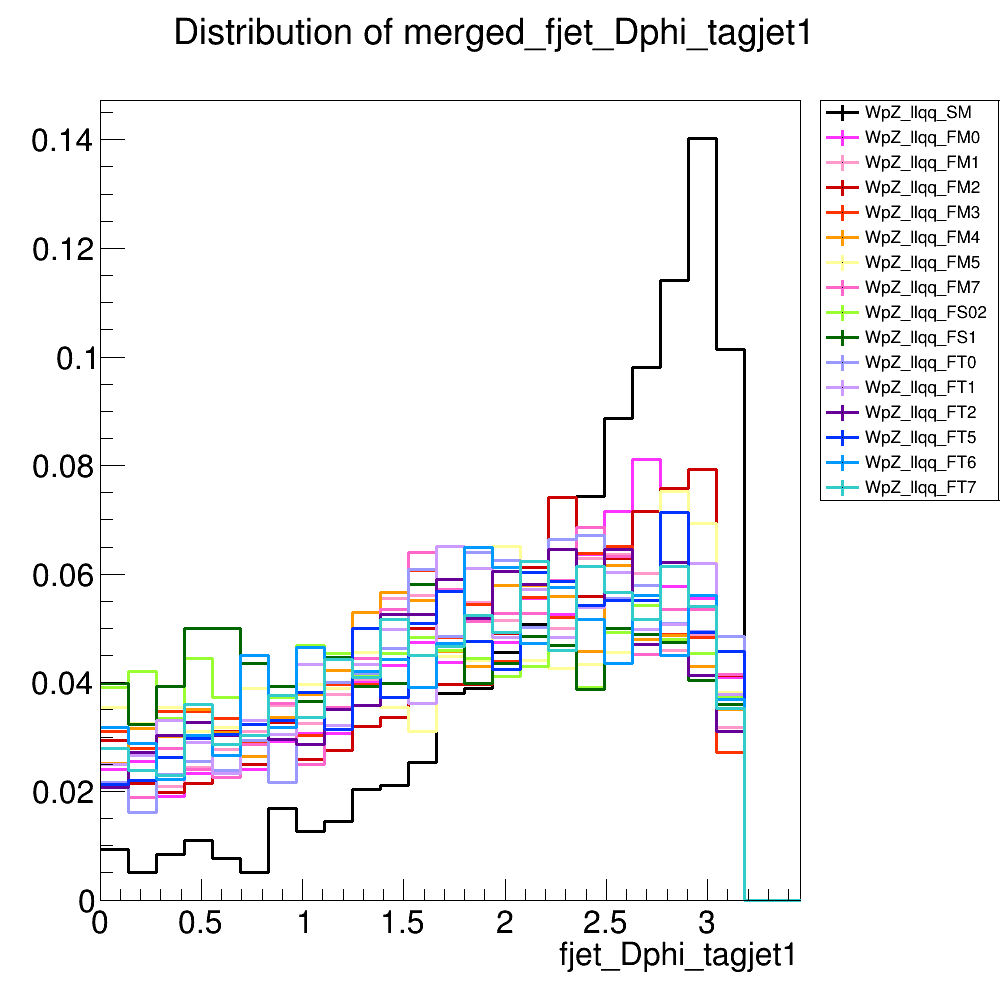 Distribution of merged_fjet_Dphi_tagjet1
0.14
0.12
0.1
0.08
0.06
0.04
0.02
0
0 0.5 1 1.5 2 2.5 3
fjet_Dphi_tagjet1
WpZ_llqq_SM
WpZ_llqq_FM0
WpZ_llqq_FM1
WpZ_llqq_FM2
WpZ_llqq_FM3
WpZ_llqq_FM4
WpZ_llqq_FM5
WpZ_llqq_FM7
WpZ_llqq_FS02
WpZ_llqq_FS1
WpZ_llqq_FT0
WpZ_llqq_FT1
WpZ_llqq_FT2
WpZ_llqq_FT5
WpZ_llqq_FT6
WpZ_llqq_FT7